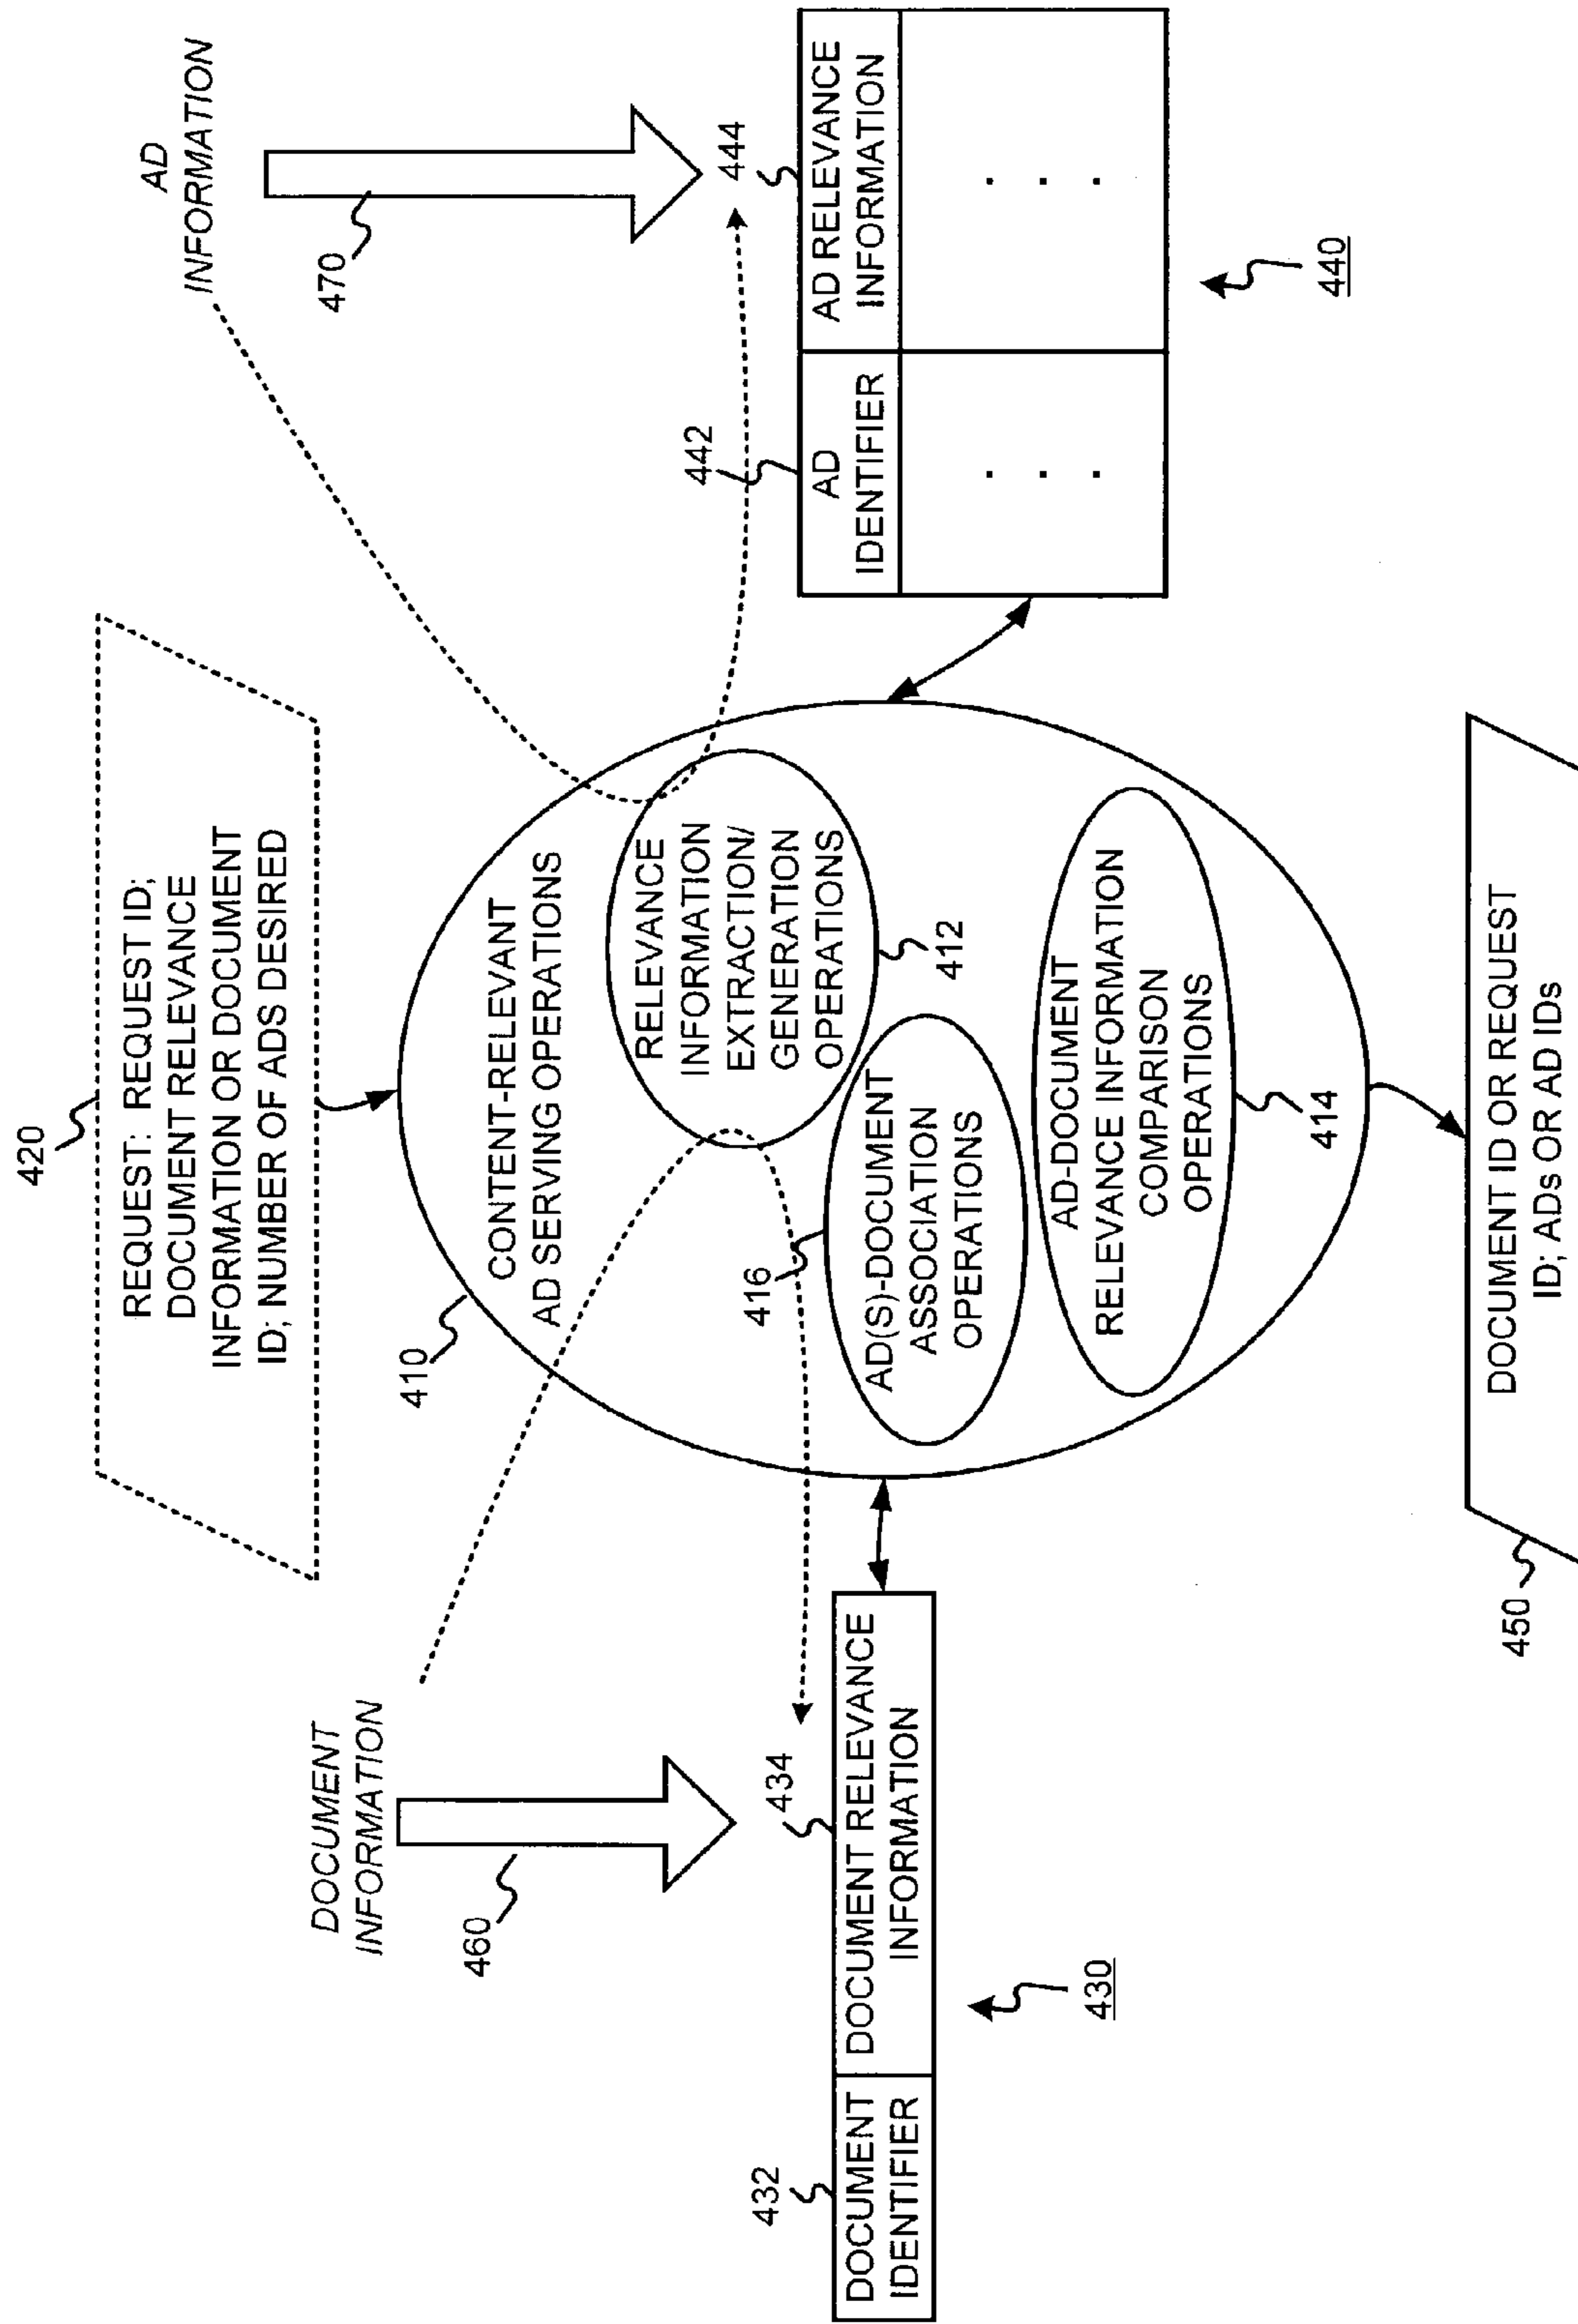 420
REQUEST: REQUEST ID;
DOCUMENT RELEVANCE
INFORMATION OR DOCUMENT
ID; NUMBER OF ADS DESIRED
AD
INFORMATION
470
DOCUMENT
INFORMATION
460
410
CONTENT-RELEVANT
AD SERVING OPERATIONS
RELEVANCE
INFORMATION
EXTRACTION/
GENERATION
OPERATIONS
412
416
AD(S)-DOCUMENT
ASSOCIATION
OPERATIONS
AD-DOCUMENT
RELEVANCE INFORMATION
COMPARISON
OPERATIONS
414
432
434
DOCUMENT
IDENTIFIER
DOCUMENT RELEVANCE
INFORMATION
430
442
444
AD
IDENTIFIER
AD RELEVANCE
INFORMATION
. . .
. . .
440
450
DOCUMENT ID OR REQUEST
ID; ADs OR AD IDs